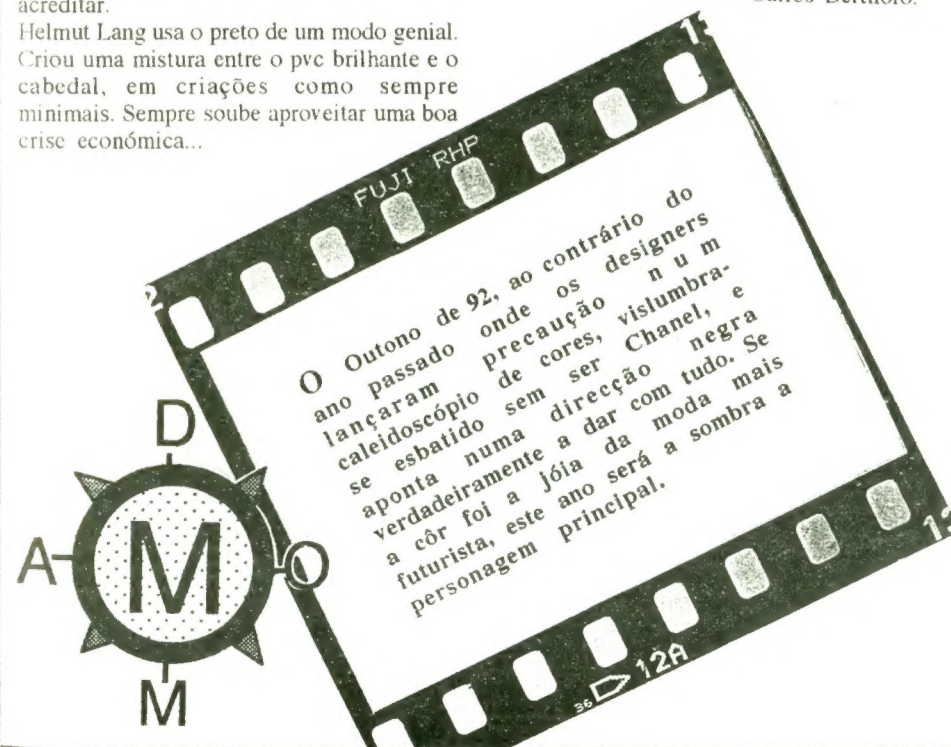 acreditar.
Helmut Lang usa o preto de um modo genial.
Criou uma mistura entre o pvc brilhante e o
cabedal, em criações como sempre
minimais. Sempre soube aproveitar uma boa
crise económica...
Bertholo.
FUJI RHP
2
O Outono de 92, ao contrário do
ano passado onde os designers
lançaram precaução num
caleidoscópio de cores, vislumbra-
se esbatido sem ser Chanel, e
aponta numa direcção negra
verdadeiramente a dar com tudo. Se
a côr foi a jóia da moda mais
futurista, este ano será a sombra a
personagem principal.
36 12A
D
A M O
M